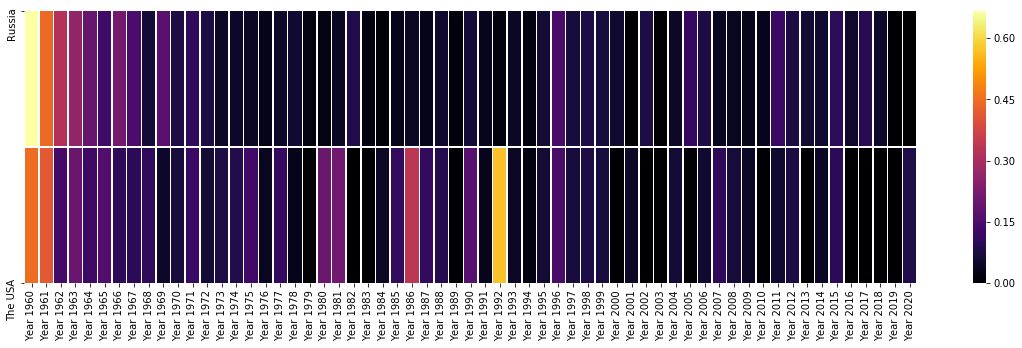 Russia
The USA
0.60
0.45
0.30
0.15
0.00
Year 1960
Year 1961
Year 1962
Year 1963
Year 1964
Year 1965
Year 1966
Year 1967
Year 1968
Year 1969
Year 1970
Year 1971
Year 1972
Year 1973
Year 1974
Year 1975
Year 1976
Year 1977
Year 1978
Year 1979
Year 1980
Year 1981
Year 1982
Year 1983
Year 1984
Year 1985
Year 1986
Year 1987
Year 1988
Year 1989
Year 1990
Year 1991
Year 1992
Year 1993
Year 1994
Year 1995
Year 1996
Year 1997
Year 1998
Year 1999
Year 2000
Year 2001
Year 2002
Year 2003
Year 2004
Year 2005
Year 2006
Year 2007
Year 2008
Year 2009
Year 2010
Year 2011
Year 2012
Year 2013
Year 2014
Year 2015
Year 2016
Year 2017
Year 2018
Year 2019
Year 2020